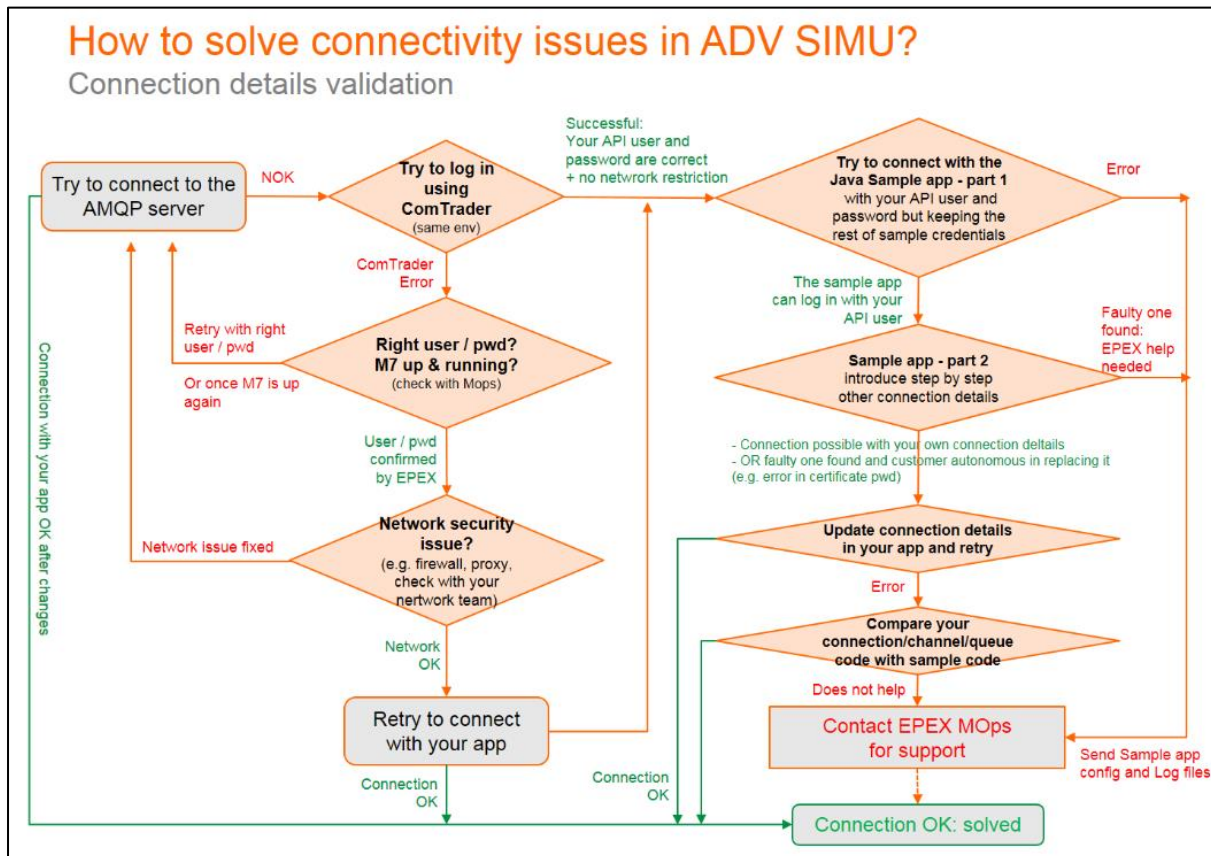 How to solve connectivity issues in ADV SIMU?
Connection details validation
Try to connect to the
AMQP server
NOK
Try to log in
using
ComTrader
(same env)
Successful:
Your API user and
password are correct
+ no network restriction
Try to connect with the
Java Sample app - part 1
with your API user and
password but keeping the
rest of sample credentials
Error
ComTrader
Error
The sample app
can log in with your
API user
Retry with right
user / pwd
Or once M7 is up
again
Right user / pwd?
M7 up & running?
(check with Mops)
Sample app - part 2
introduce step by step
other connection details
Faulty one
found:
EPEX help
needed
Connection with your app OK after changes
User / pwd
confirmed
by EPEX
- Connection possible with your own connection deltails
- OR faulty one found and customer autonomous in replacing it
(e.g. error in certificate pwd)
Network issue fixed
Network security
issue?
(e.g. firewall, proxy,
check with your
nertwork team)
Update connection details
in your app and retry
Error
Compare your
connection/channel/queue
code with sample code
Network
OK
Does not help
Retry to connect
with your app
Contact EPEX MOps
for support
Send Sample app
config and Log files
Connection
OK
Connection
OK
Connection OK: solved